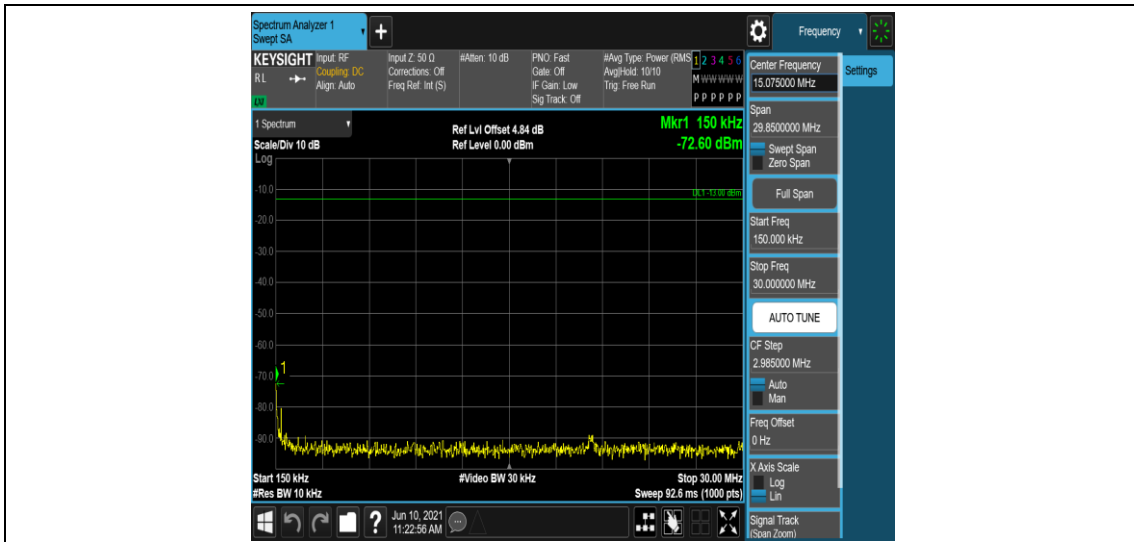 Spectrum Analyzer 1
Swept SA
+
Frequency
KEYSIGHT
Input: RF
Input Z: 50 Ω
#Atten: 10 dB
PNO: Fast
#Avg Type: Power (RMS
1 2 3 4 5 6
RL
Coupling: DC
Corrections: Off
Gate: Off
Avg|Hold: 10/10
M W W W W W
Align: Auto
Freq Ref: Int (S)
IF Gain: Low
Trig: Free Run
Sig Track: Off
P P P P P P
Center Frequency
15.075000 MHz
Settings
Span
29.8500000 MHz
Swept Span
Zero Span
Full Span
Start Freq
150.000 kHz
Stop Freq
30.000000 MHz
AUTO TUNE
CF Step
2.985000 MHz
Auto
Man
Freq Offset
0 Hz
X Axis Scale
Log
Lin
Signal Track
(Span Zoom)
1 Spectrum
Ref Lvl Offset 4.84 dB
Mkr1 150 kHz
Scale/Div 10 dB
Ref Level 0.00 dBm
-72.60 dBm
Log
-10.0
DL1 -13.00 dBm
-20.0
-30.0
-40.0
-50.0
-60.0
1
-70.0
-80.0
-90.0
Start 150 kHz
#Video BW 30 kHz
Stop 30.00 MHz
#Res BW 10 kHz
Sweep 92.6 ms (1000 pts)
?
Jun 10, 2021
11:22:56 AM